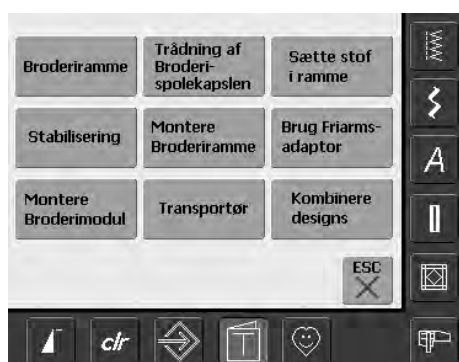 Broderiramme
Trådning af
Broderi-
spolekapslen
Sætte stof
i ramme
Stabilisering
Montere
Broderiramme
Brug Friarms-
adaptor
Montere
Broderimodul
Transportør
Kombinere
designs
ESC
A
clr